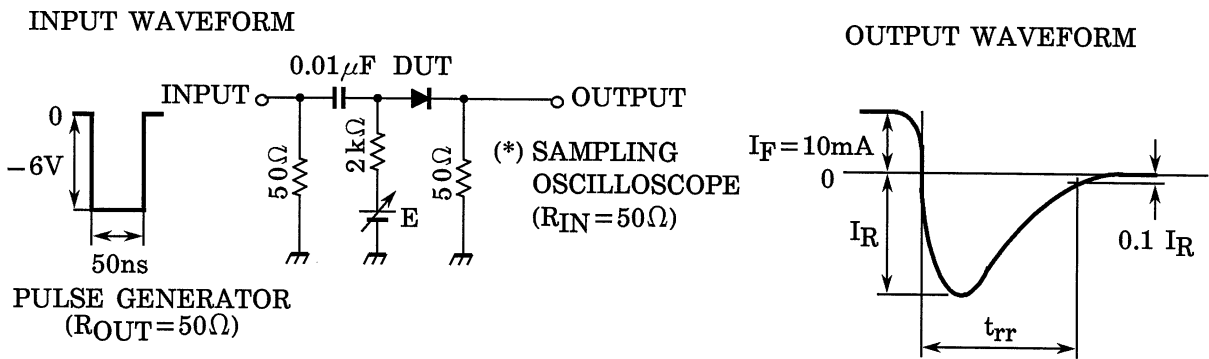 INPUT WAVEFORM
0
−6V
50ns
PULSE GENERATOR
(ROUT=50Ω)
0.01μF DUT
INPUT
OUTPUT
50Ω
2kΩ
E
50Ω
(*) SAMPLING
OSCILLOSCOPE
(RIN=50Ω)
OUTPUT WAVEFORM
IF=10mA
0
IR
0.1 IR
trr